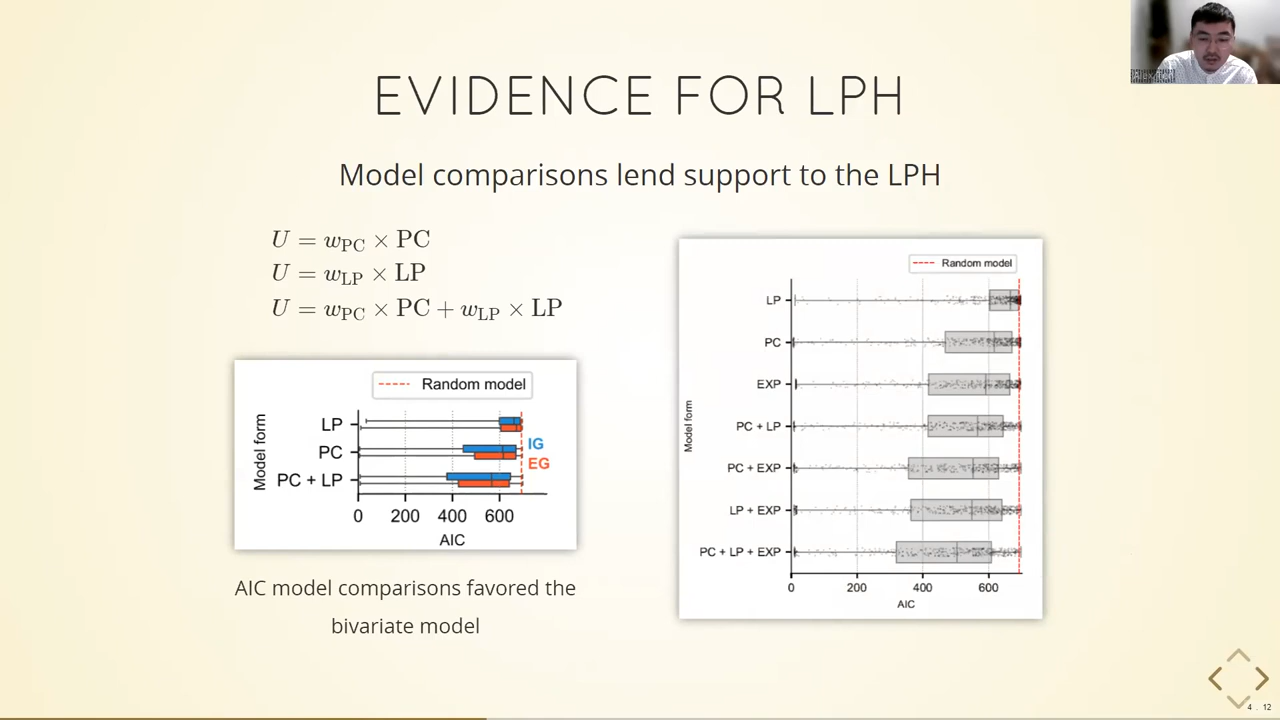 EVIDENCE FOR LPH
Model comparisons lend support to the LPH
U = w_PC × PC
U = w_LP × LP
U = w_PC × PC + w_LP × LP
Random model
Model form
LP
PC
PC + LP
IG
EG
0 200 400 600
AIC
AIC model comparisons favored the
bivariate model
Random model
Model form
LP
PC
EXP
PC + LP
PC + EXP
LP + EXP
PC + LP + EXP
0 200 400 600
AIC
4 . 12